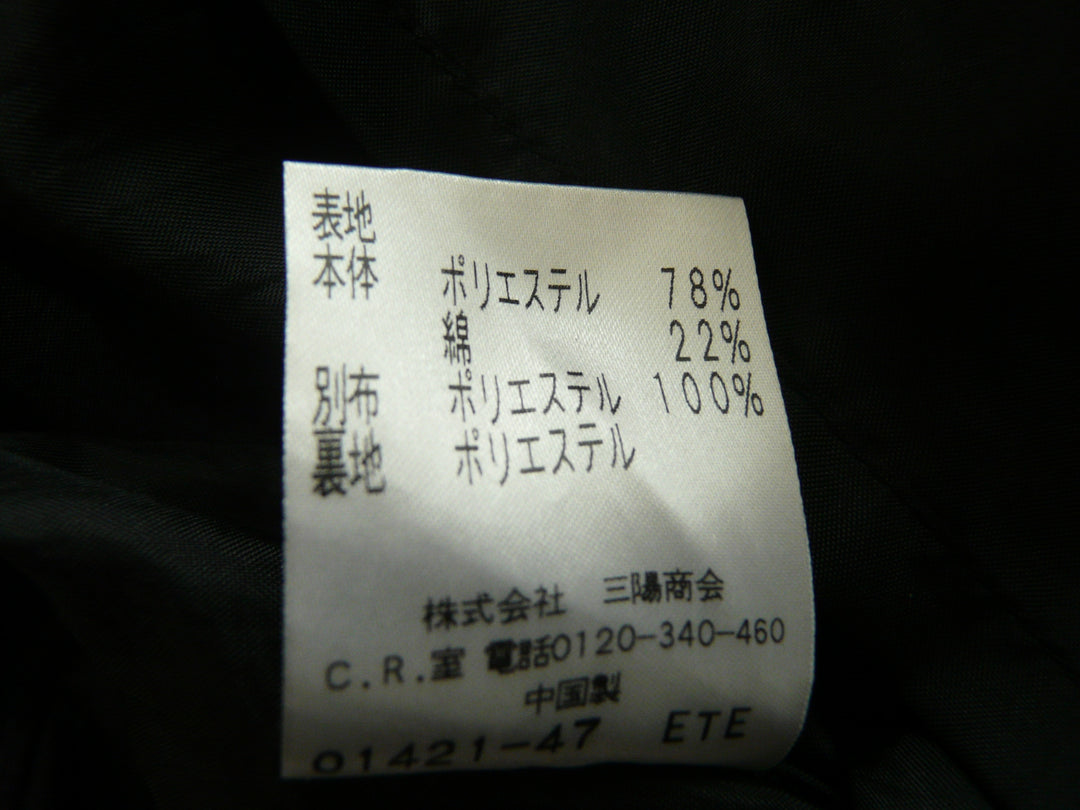 表地
本体 ポリエステル 78%
綿 22%
別布 ポリエステル 100%
裏地 ポリエステル
株式会社 三陽商会
C.R.室 電話0120-340-460
中国製
01421-47 ETE